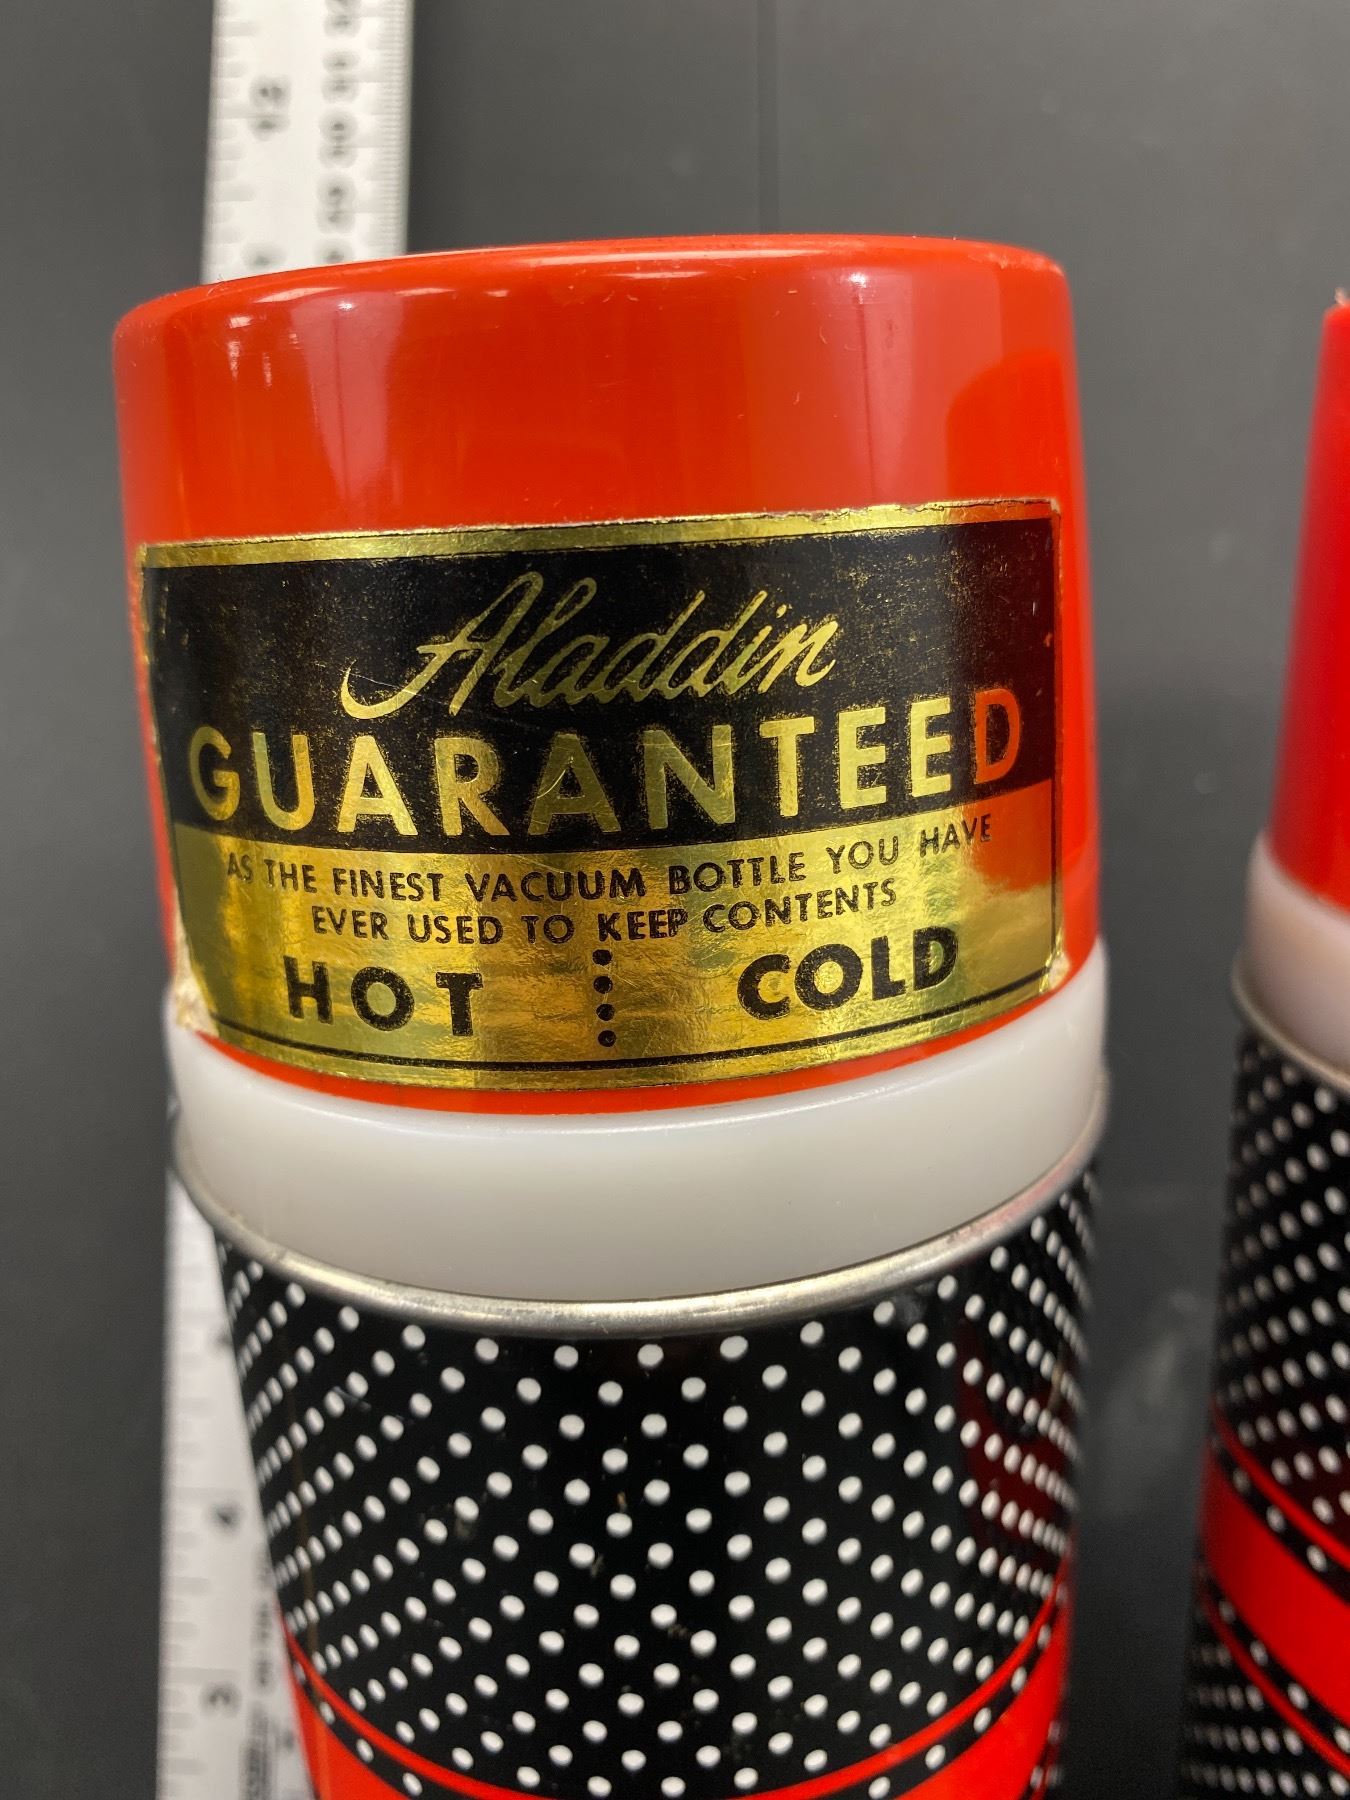 Aladdin
GUARANTEED
AS THE FINEST VACUUM BOTTLE YOU HAVE
EVER USED TO KEEP CONTENTS
HOT COLD